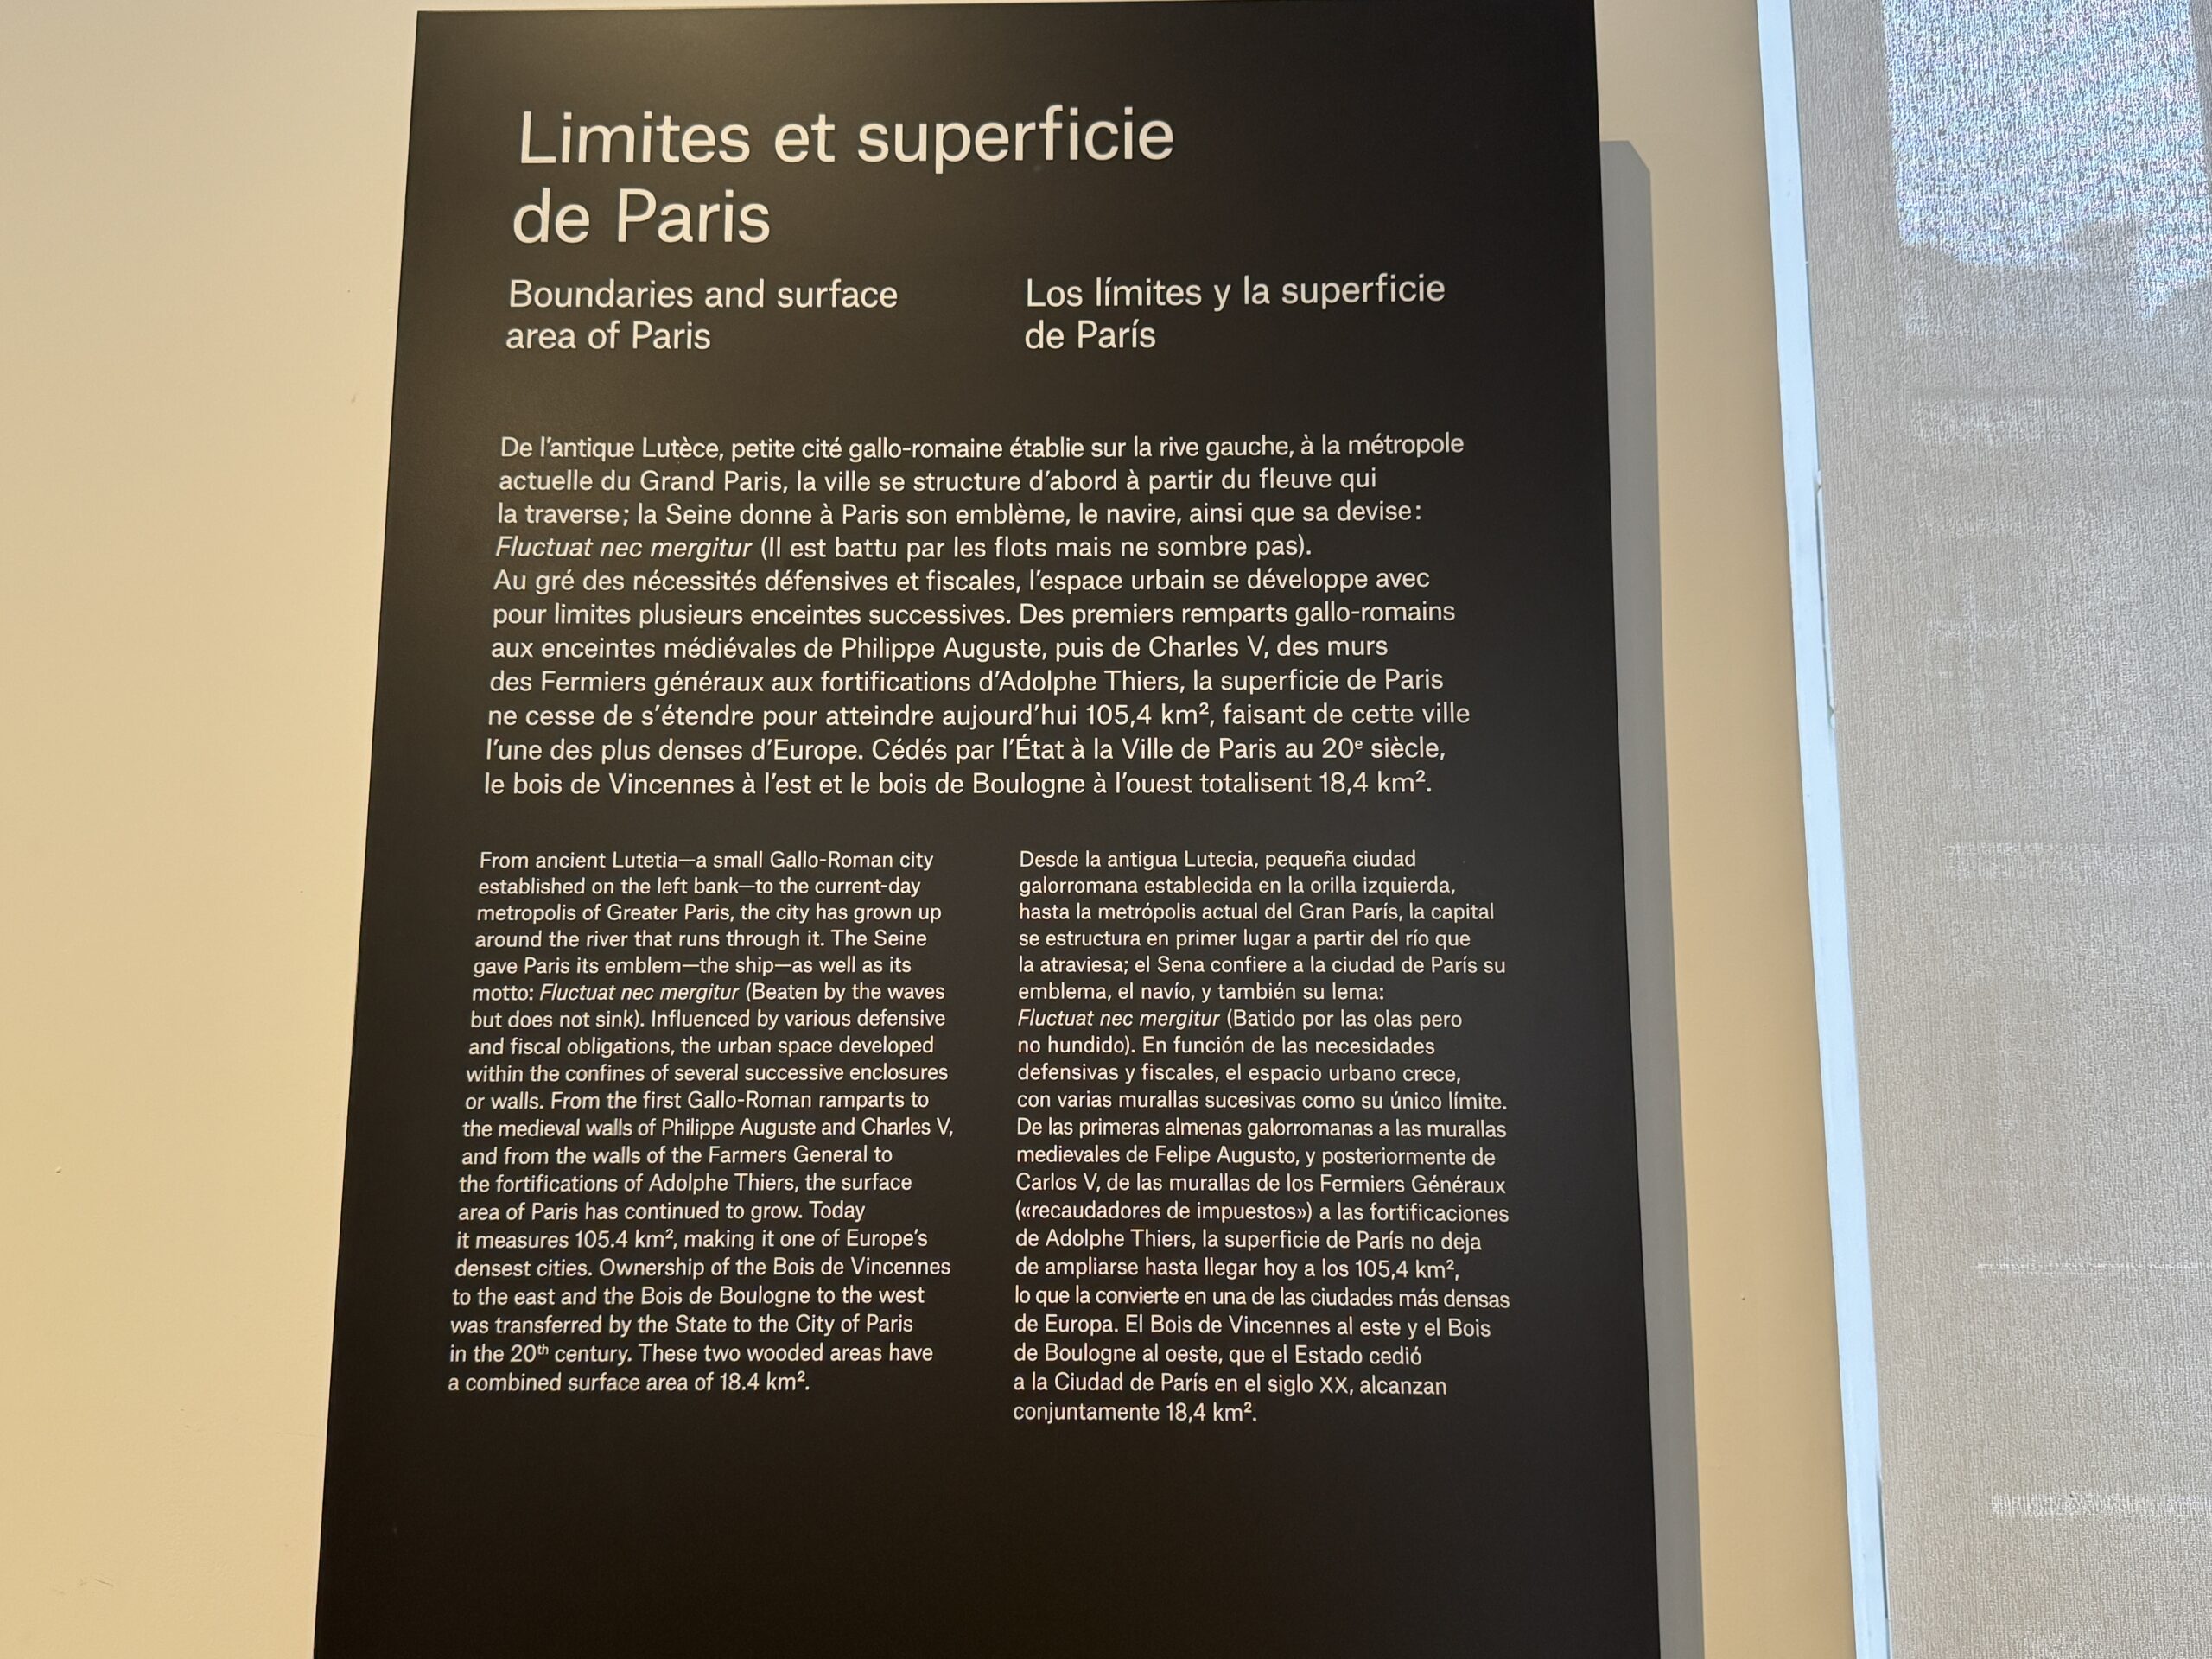 Limites et superficie
de Paris
Boundaries and surface
area of Paris
Los límites y la superficie
de París
De l’antique Lutèce, petite cité gallo-romaine établie sur la rive gauche, à la métropole
actuelle du Grand Paris, la ville se structure d’abord à partir du fleuve qui
la traverse ; la Seine donne à Paris son emblème, le navire, ainsi que sa devise :
Fluctuat nec mergitur (Il est battu par les flots mais ne sombre pas).
Au gré des nécessités défensives et fiscales, l’espace urbain se développe avec
pour limites plusieurs enceintes successives. Des premiers remparts gallo-romains
aux enceintes médiévales de Philippe Auguste, puis de Charles V, des murs
des Fermiers généraux aux fortifications d’Adolphe Thiers, la superficie de Paris
ne cesse de s’étendre pour atteindre aujourd’hui 105,4 km², faisant de cette ville
l’une des plus denses d’Europe. Cédés par l’État à la Ville de Paris au 20ᵉ siècle,
le bois de Vincennes à l’est et le bois de Boulogne à l’ouest totalisent 18,4 km².
From ancient Lutetia—a small Gallo-Roman city
established on the left bank—to the current-day
metropolis of Greater Paris, the city has grown up
around the river that runs through it. The Seine
gave Paris its emblem—the ship—as well as its
motto: Fluctuat nec mergitur (Beaten by the waves
but does not sink). Influenced by various defensive
and fiscal obligations, the urban space developed
within the confines of several successive enclosures
or walls. From the first Gallo-Roman ramparts to
the medieval walls of Philippe Auguste and Charles V,
and from the walls of the Farmers General to
the fortifications of Adolphe Thiers, the surface
area of Paris has continued to grow. Today
it measures 105.4 km², making it one of Europe’s
densest cities. Ownership of the Bois de Vincennes
to the east and the Bois de Boulogne to the west
was transferred by the State to the City of Paris
in the 20ᵗʰ century. These two wooded areas have
a combined surface area of 18.4 km².
Desde la antigua Lutecia, pequeña ciudad
galorromana establecida en la orilla izquierda,
hasta la metrópolis actual del Gran París, la capital
se estructura en primer lugar a partir del río que
la atraviesa; el Sena confiere a la ciudad de París su
emblema, el navío, y también su lema:
Fluctuat nec mergitur (Batido por las olas pero
no hundido). En función de las necesidades
defensivas y fiscales, el espacio urbano crece,
con varias murallas sucesivas como su único límite.
De las primeras almenas galorromanas a las murallas
medievales de Felipe Augusto, y posteriormente de
Carlos V, de las murallas de los Fermiers Généraux
(«recaudadores de impuestos») a las fortificaciones
de Adolphe Thiers, la superficie de París no deja
de ampliarse hasta llegar hoy a los 105,4 km²,
lo que la convierte en una de las ciudades más densas
de Europa. El Bois de Vincennes al este y el Bois
de Boulogne al oeste, que el Estado cedió
a la Ciudad de París en el siglo XX, alcanzan
conjuntamente 18,4 km².